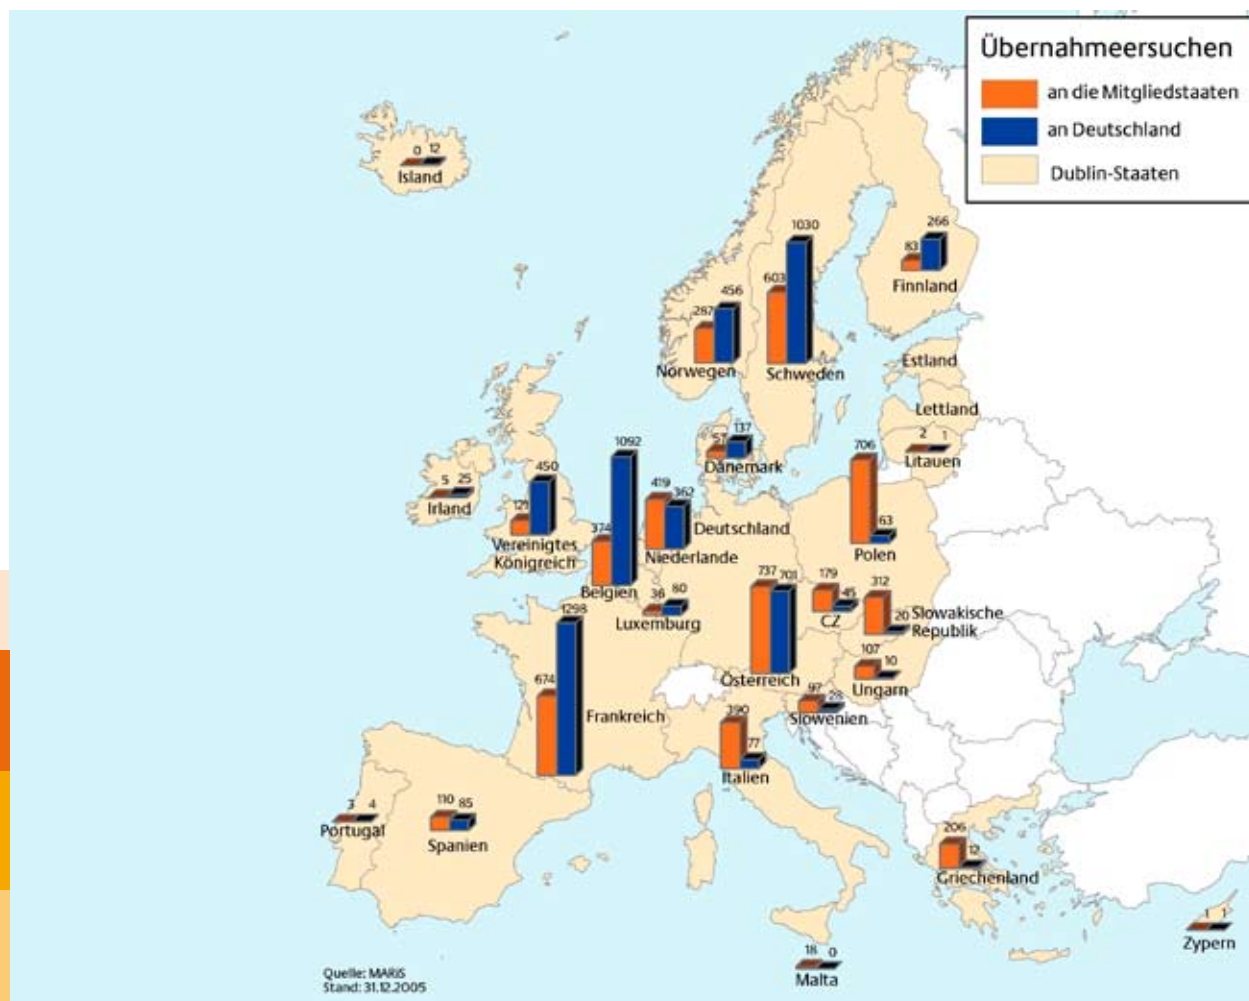 Übernahmeersuchen
an die Mitgliedstaaten
an Deutschland
Dublin-Staaten
0 12
Island
1030
603
Schweden
266
83
Finnland
456
287
Norwegen
Estland
Lettland
2 1
Litauen
137
57
Dänemark
706
63
Polen
5 25
Irland
450
121
Vereinigtes
Königreich
1092
374
Belgien
419
362
Deutschland
Niederlande
36 80
Luxemburg
737 701
Österreich
179
45
CZ
312
20
Slowakische
Republik
107
10
Ungarn
1298
674
Frankreich
97
28
Slowenien
390
77
Italien
3 4
Portugal
110 85
Spanien
206
12
Griechenland
1 1
Zypern
18 0
Malta
Quelle: MARiS
Stand: 31.12.2005